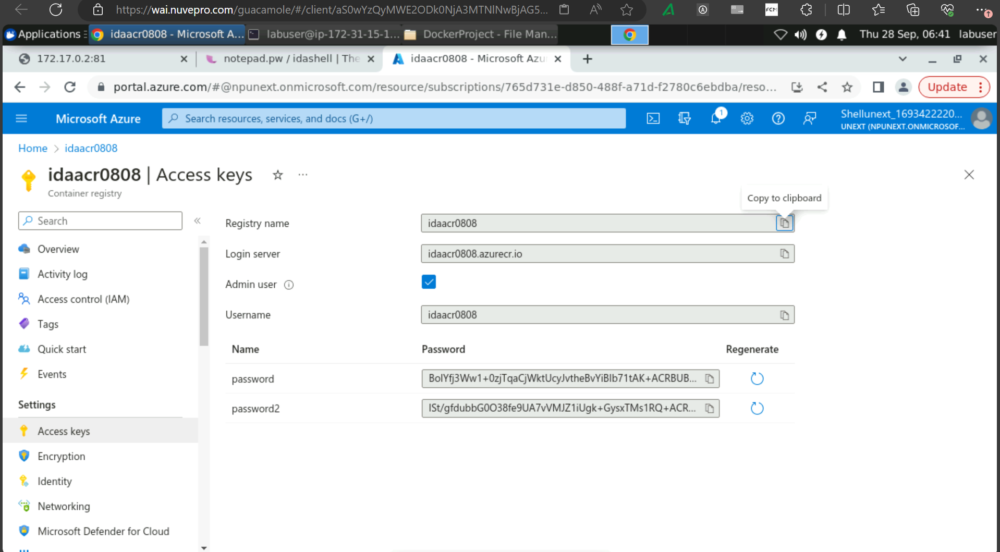 https://wai.nuvepro.com/guacamole/#/client/aS0wYzQyMWE2ODk0NjA3MTNlNwBjAG5...
FCM
Applications
idaacr0808 - Microsoft A...
labuser@ip-172-31-15-1...
DockerProject - File Man...
Thu 28 Sep, 06:41
labuser
172.17.0.2:81
notepad.pw / idashell | The
idaacr0808 - Microsoft Azu
portal.azure.com/#@npunext.onmicrosoft.com/resource/subscriptions/765d731e-d850-488f-a71d-f2780c6ebdba/reso...
Update
Microsoft Azure
Search resources, services, and docs (G+/)
1
Shellunext_1693422220...
UNEXT (NPUNEXT.ONMICROSOF...
Home > idaacr0808
idaacr0808 | Access keys
Container registry
Copy to clipboard
Search
Registry name
idaacr0808
Overview
Login server
idaacr0808.azurecr.io
Activity log
Admin user
Access control (IAM)
Username
idaacr0808
Tags
Name
Password
Regenerate
Quick start
Events
password
BolYfj3Ww1+0zjTqaCjWktUcyJvtheBvYiBlb71tAK+ACRBUB...
password2
lSt/gfdubbG0O38fe9UA7vVMJZ1iUgk+GysxTMs1RQ+ACR...
Settings
Access keys
Encryption
Identity
Networking
Microsoft Defender for Cloud